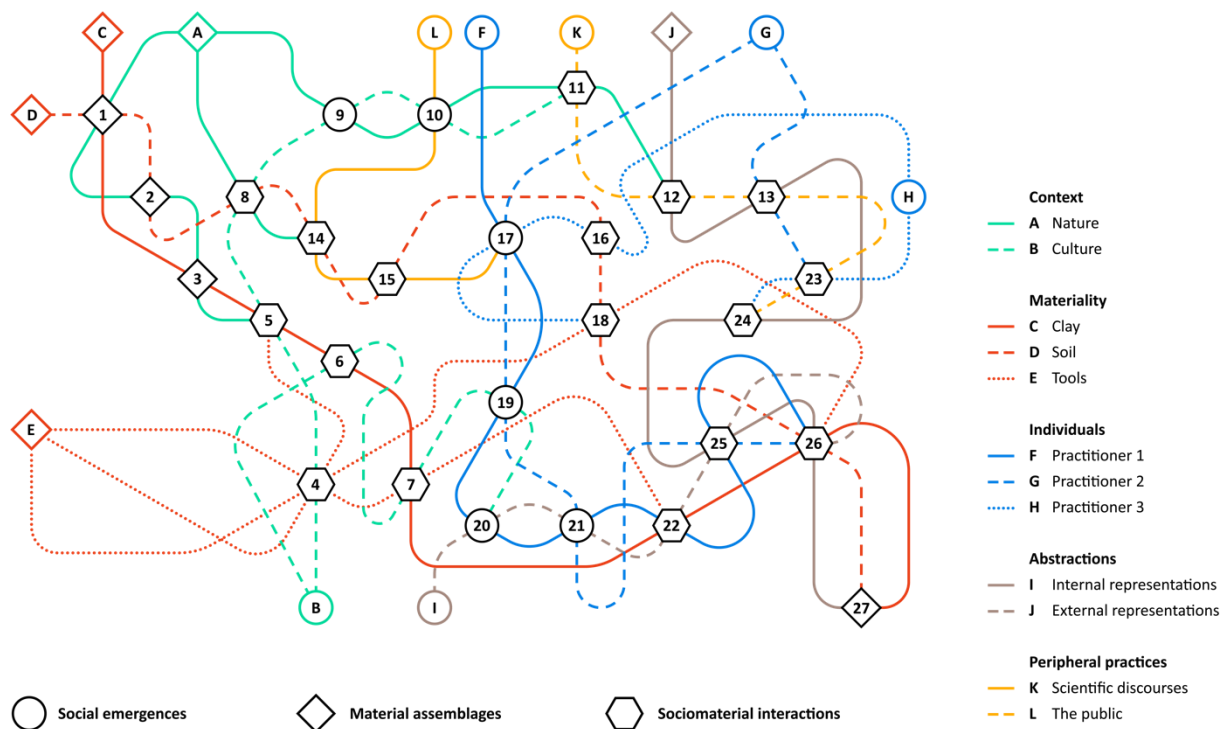 C
A
L
F
K
J
G
11
D
1
9
10
2
8
12
13
H
14
17
16
3
15
23
5
18
24
6
19
E
25
26
4
7
20
21
22
B
I
27
Context
A Nature
B Culture
Materiality
C Clay
D Soil
E Tools
Individuals
F Practitioner 1
G Practitioner 2
H Practitioner 3
Abstractions
I Internal representations
J External representations
Peripheral practices
K Scientific discourses
L The public
Social emergences
Material assemblages
Sociomaterial interactions